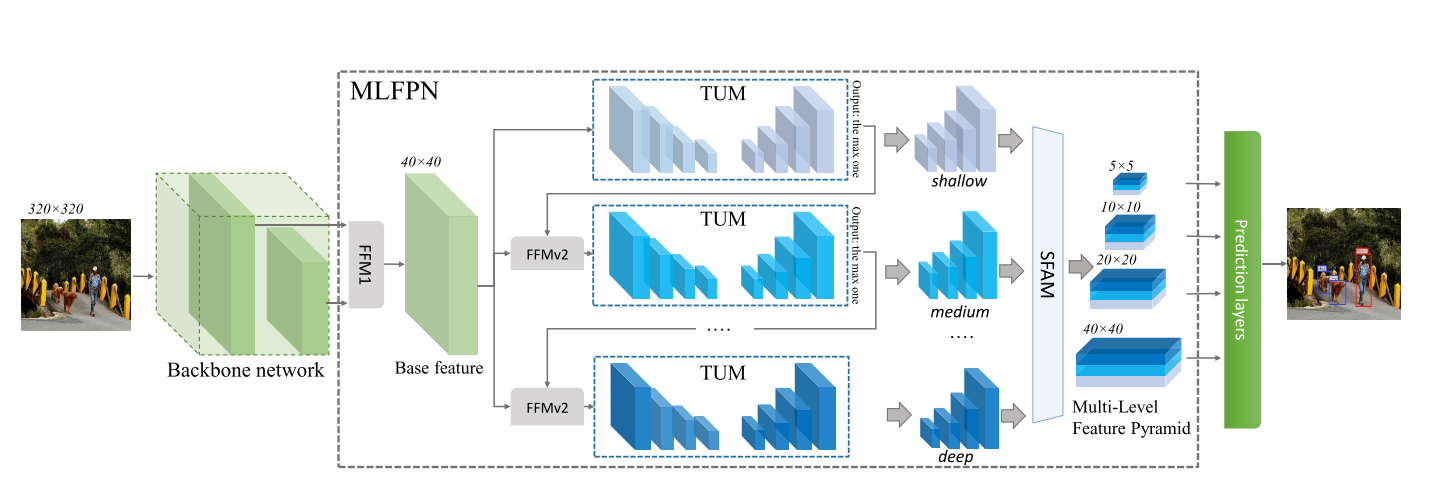 MLFPN
320×320
Backbone network
FFM1
40×40
Base feature
TUM
Output: the max one
shallow
FFMv2
TUM
Output: the max one
medium
....
....
FFMv2
TUM
deep
SFAM
5×5
10×10
20×20
40×40
Multi-Level
Feature Pyramid
Prediction layers